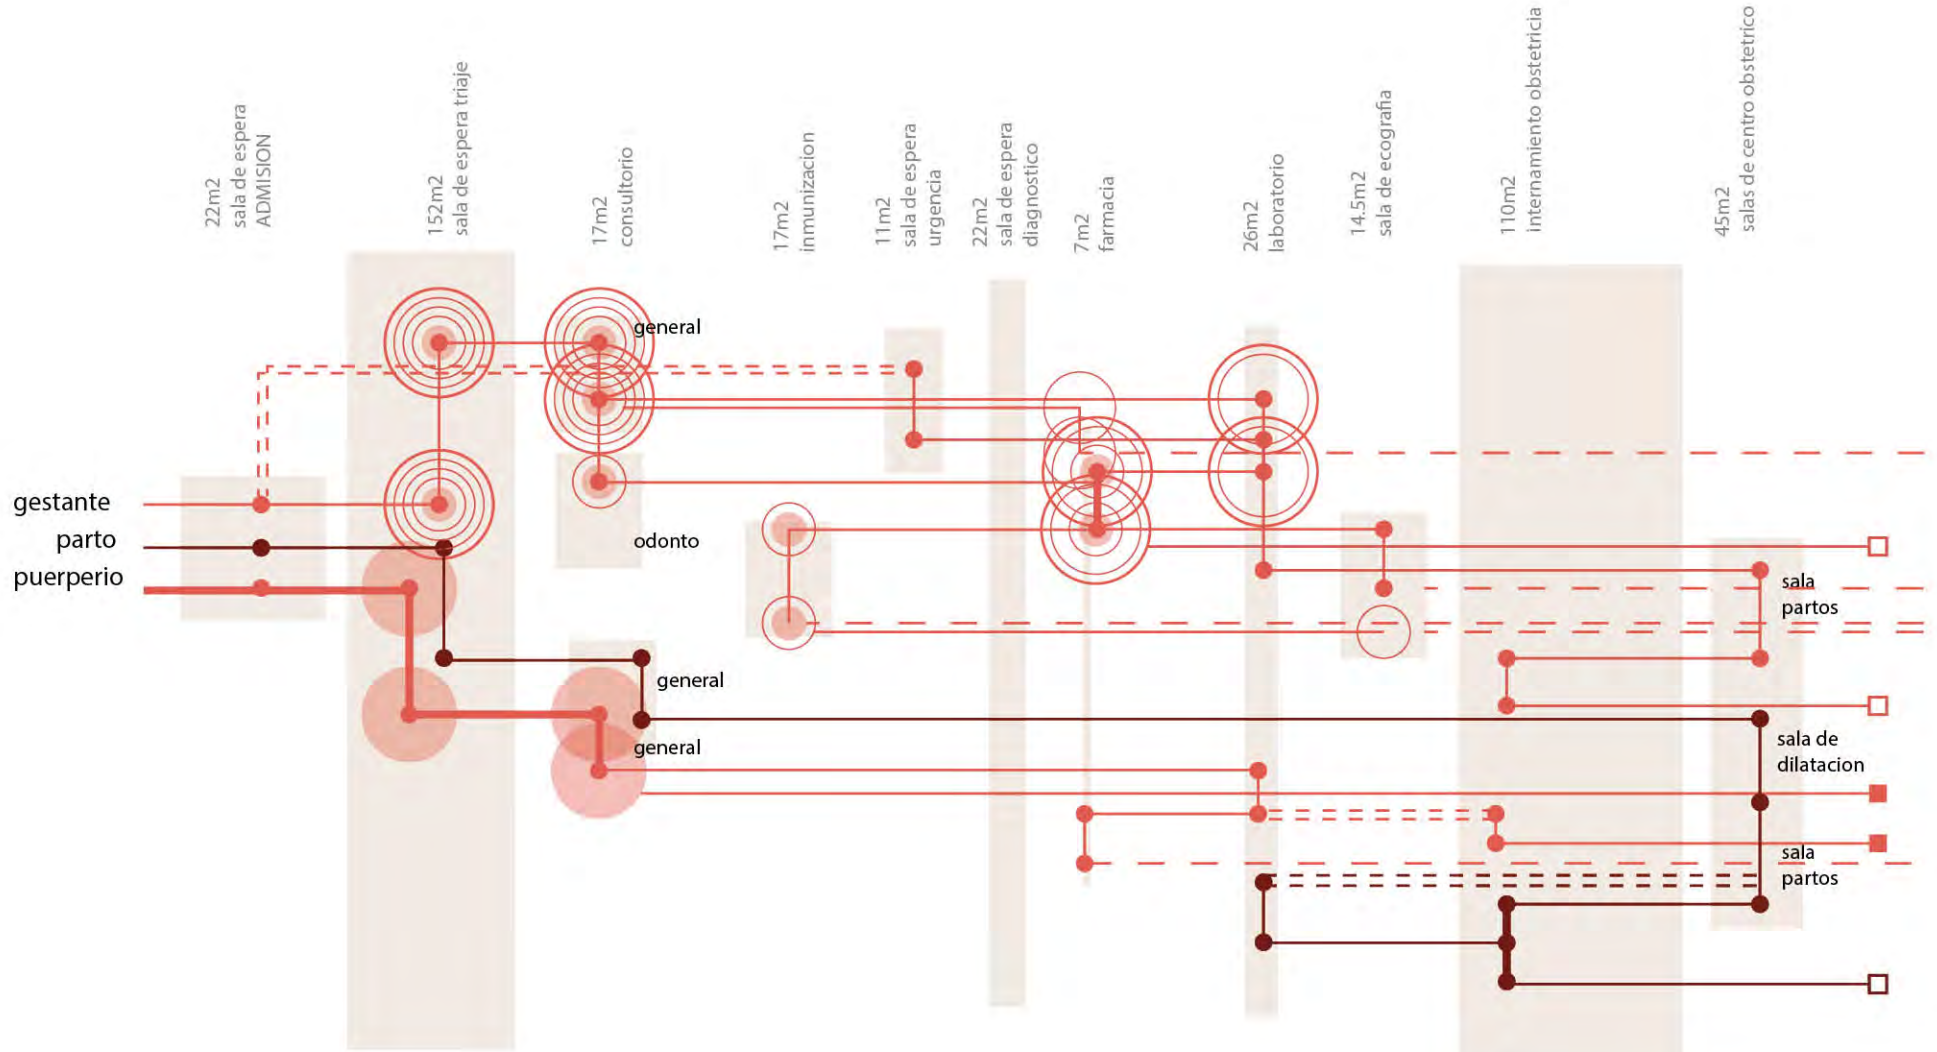 22m2
sala de espera
ADMISION
152m2
sala de espera triaje
17m2
consultorio
17m2
inmunizacion
11m2
sala de espera
urgencia
22m2
sala de espera
diagnostico
7m2
farmacia
26m2
laboratorio
14.5m2
sala de ecografia
110m2
internamiento obstetricia
45m2
salas de centro obstetrico
general
gestante
parto
puerperio
odonto
sala
partos
general
general
sala de
dilatacion
sala
partos